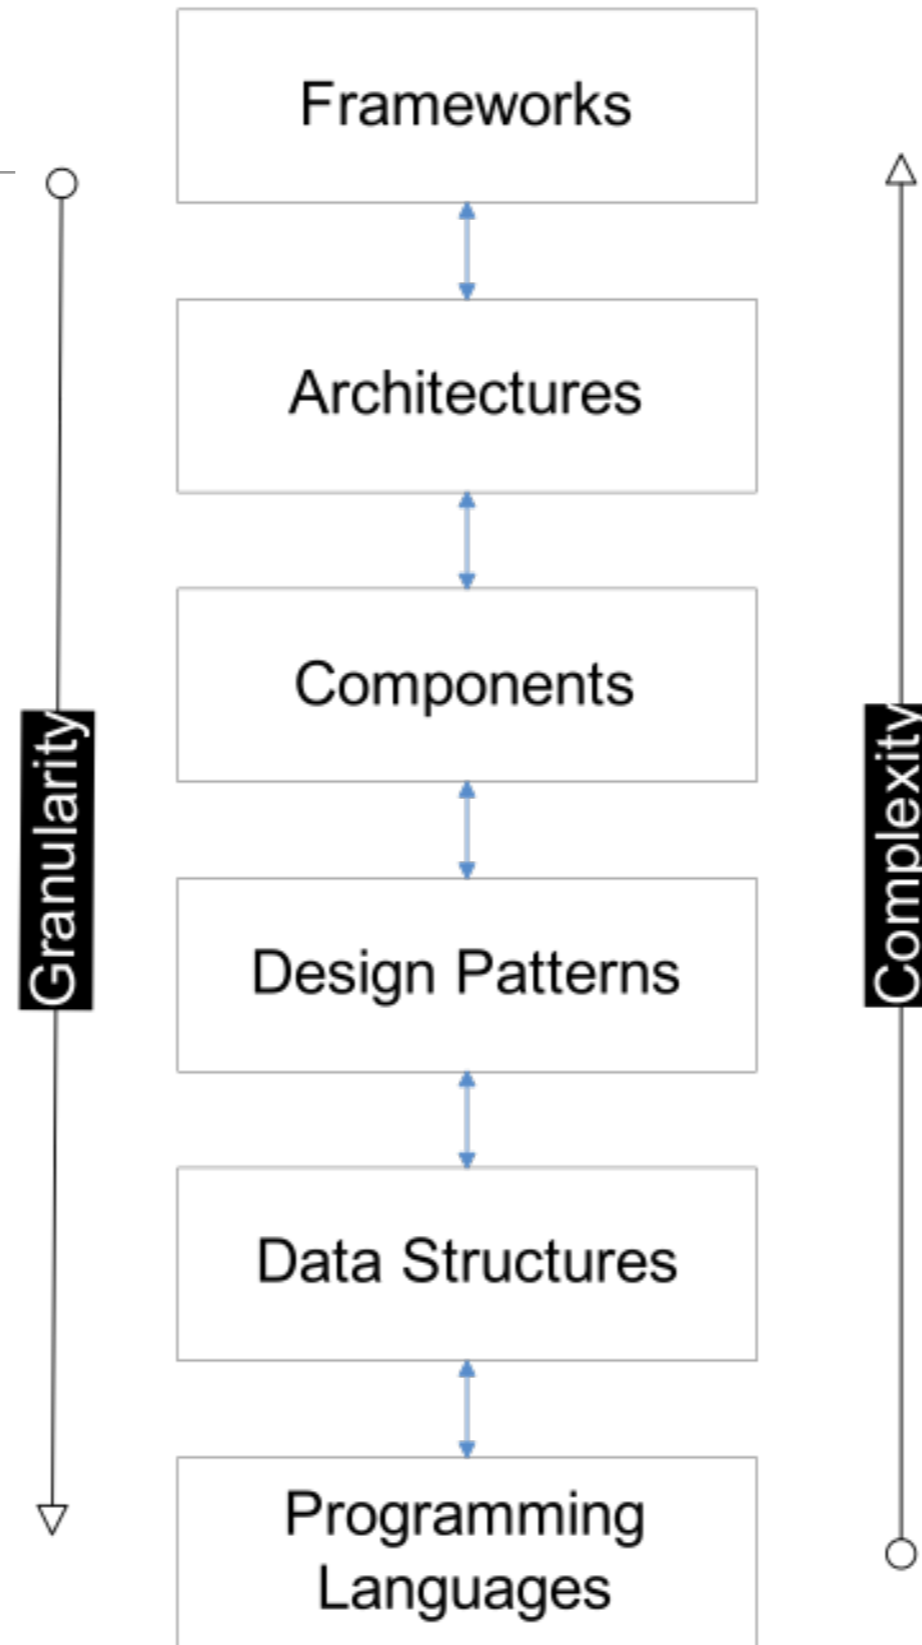 Frameworks
Architectures
Components
Design Patterns
Data Structures
Programming
Languages
Granularity
Complexity